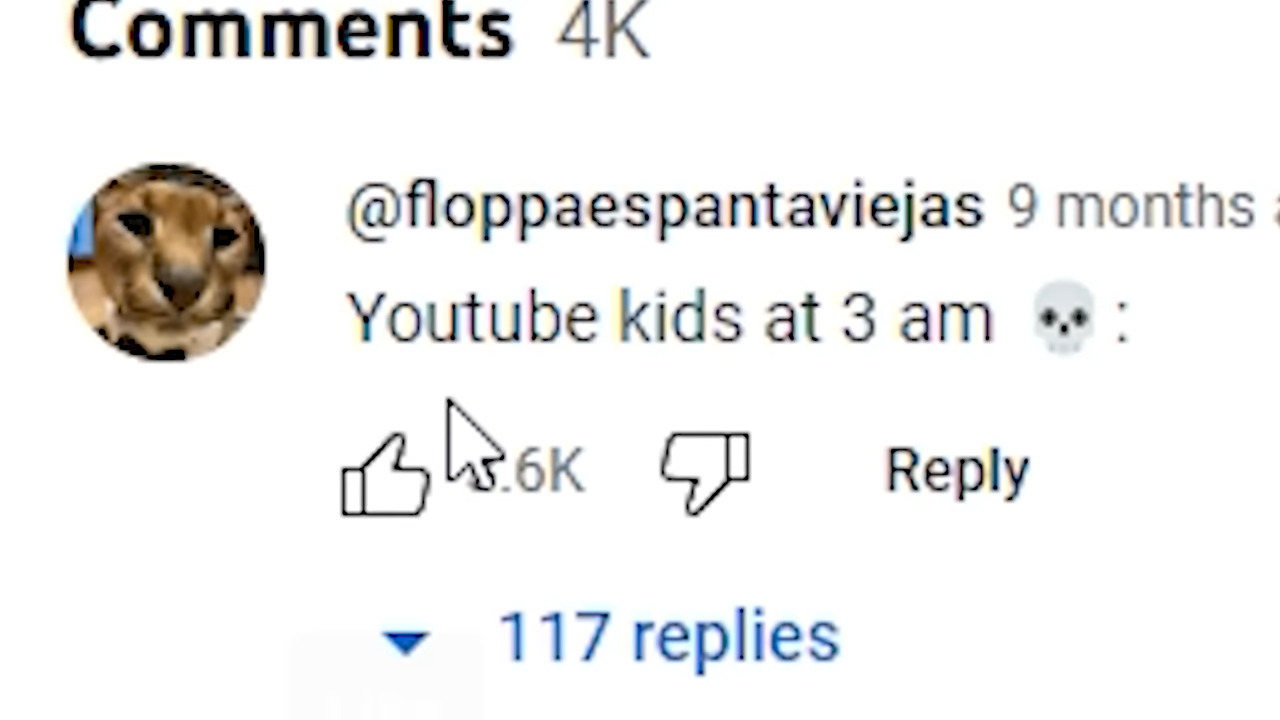 Comments 4K
@floppaespantaviejas 9 months
Youtube kids at 3 am 💀 :
.6K Reply
117 replies